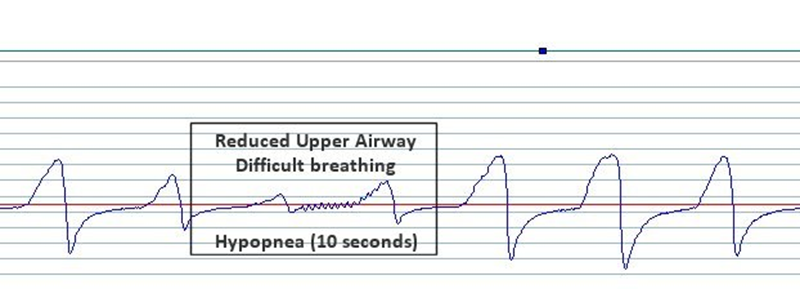 Reduced Upper Airway
Difficult breathing
Hypopnea (10 seconds)